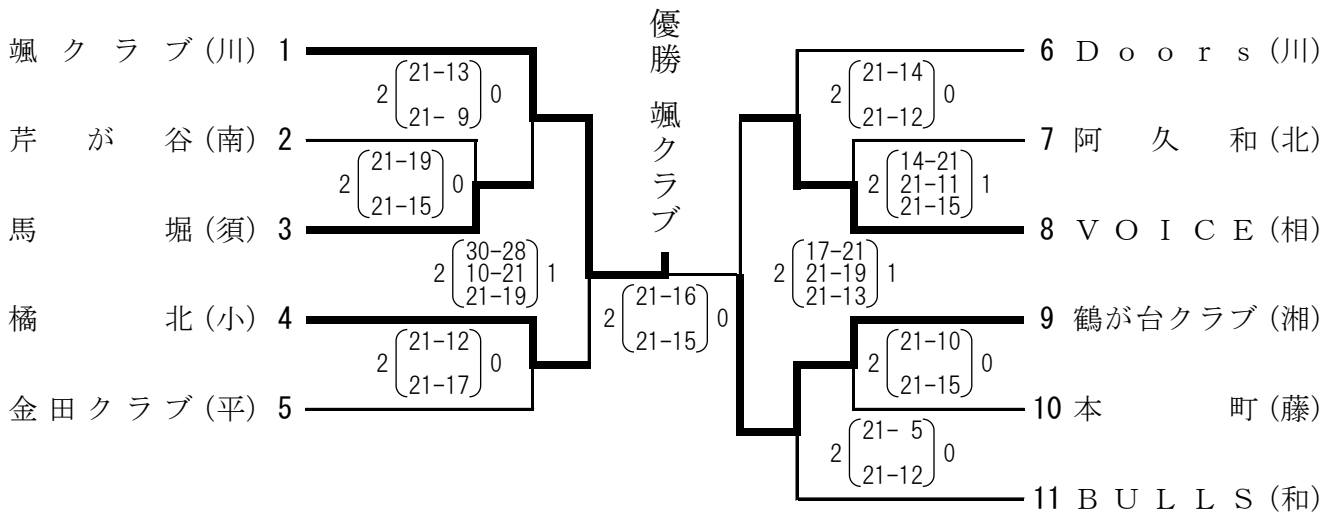 優勝 颯クラブ
颯クラブ(川) 1
2 21-13 0
21- 9
芹が谷(南) 2
2 21-19 0
21-15
馬堀(須) 3
30-28
2 10-21 1
21-19
橘北(小) 4
2 21-12 0
21-17
金田クラブ(平) 5
2 21-16 0
21-15
6 Doors(川)
2 21-14 0
21-12
7 阿久和(北)
14-21
2 21-11 1
21-15
8 VOICE(相)
17-21
2 21-19 1
21-13
9 鶴が台クラブ(湘)
2 21-10 0
21-15
10 本町(藤)
2 21- 5 0
21-12
11 BULLS(和)